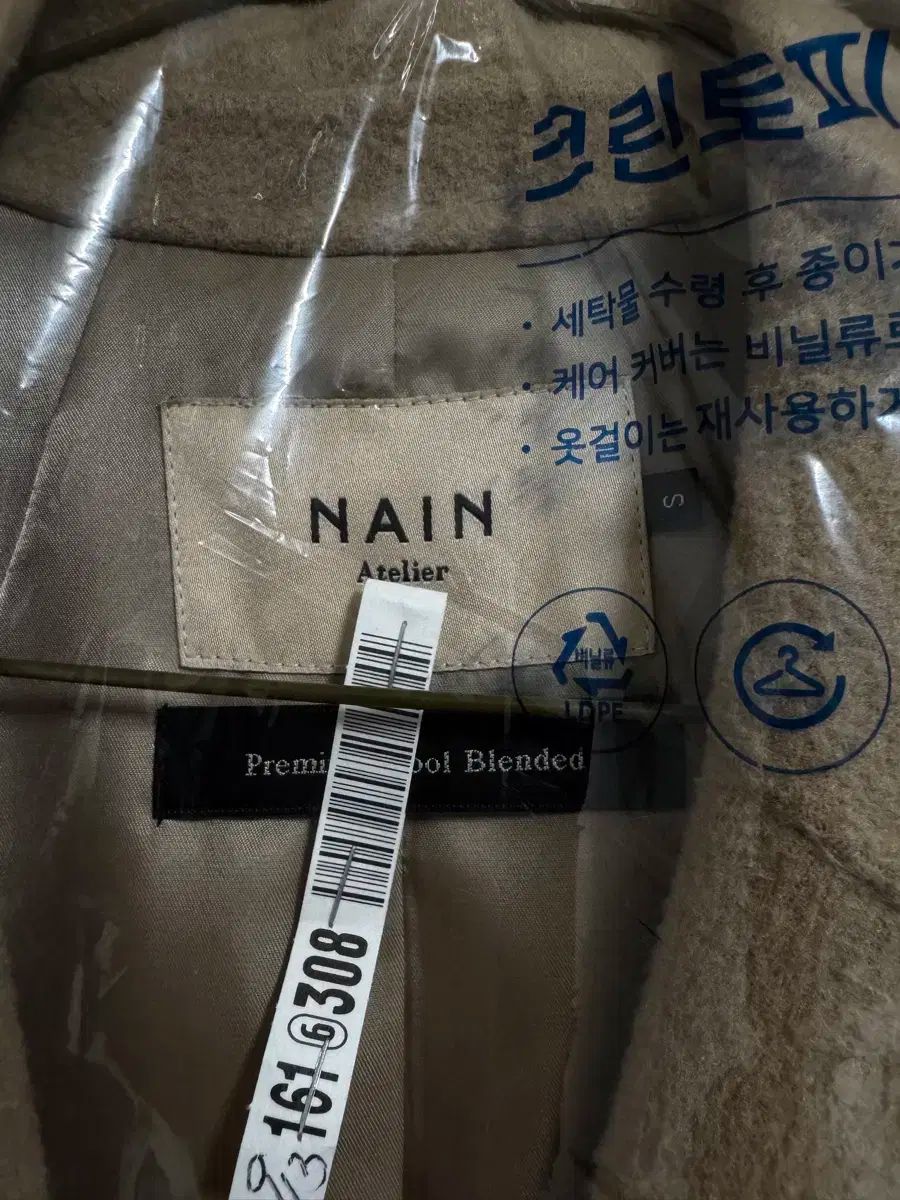 크린토피
• 세탁물 수령 후 종이
• 케어 커버는 비닐류
• 옷걸이는 재사용하
S
NAIN
Atelier
비닐류
LDPE
Blended
161 6 308
9/13